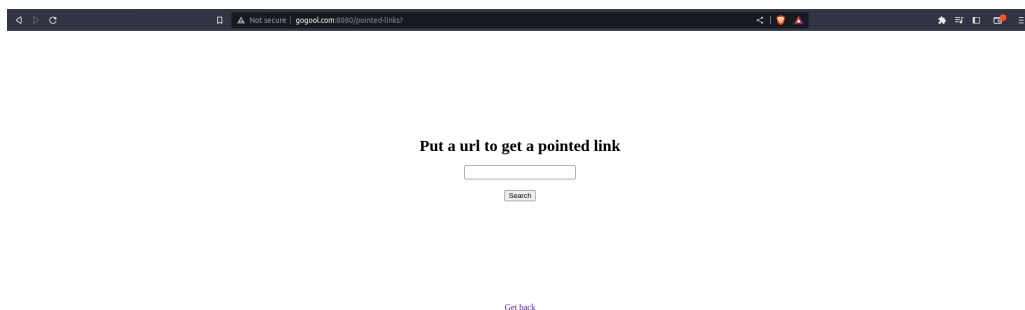 Not secure gogool.com:8080/pointed-links?
Put a url to get a pointed link
Search
Get back